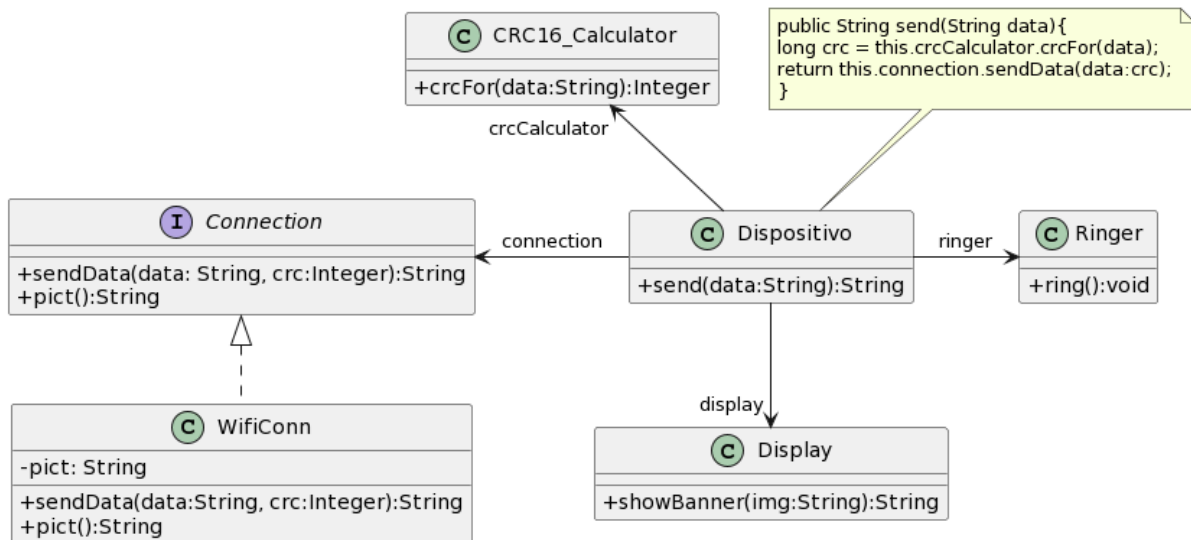 C CRC16_Calculator
+crcFor(data:String):Integer
public String send(String data){
long crc = this.crcCalculator.crcFor(data);
return this.connection.sendData(data:crc);
}
crcCalculator
I Connection
+sendData(data: String, crc:Integer):String
+pict():String
connection
C Dispositivo
+send(data:String):String
ringer
C Ringer
+ring():void
display
C WifiConn
-pict: String
+sendData(data:String, crc:Integer):String
+pict():String
C Display
+showBanner(img:String):String